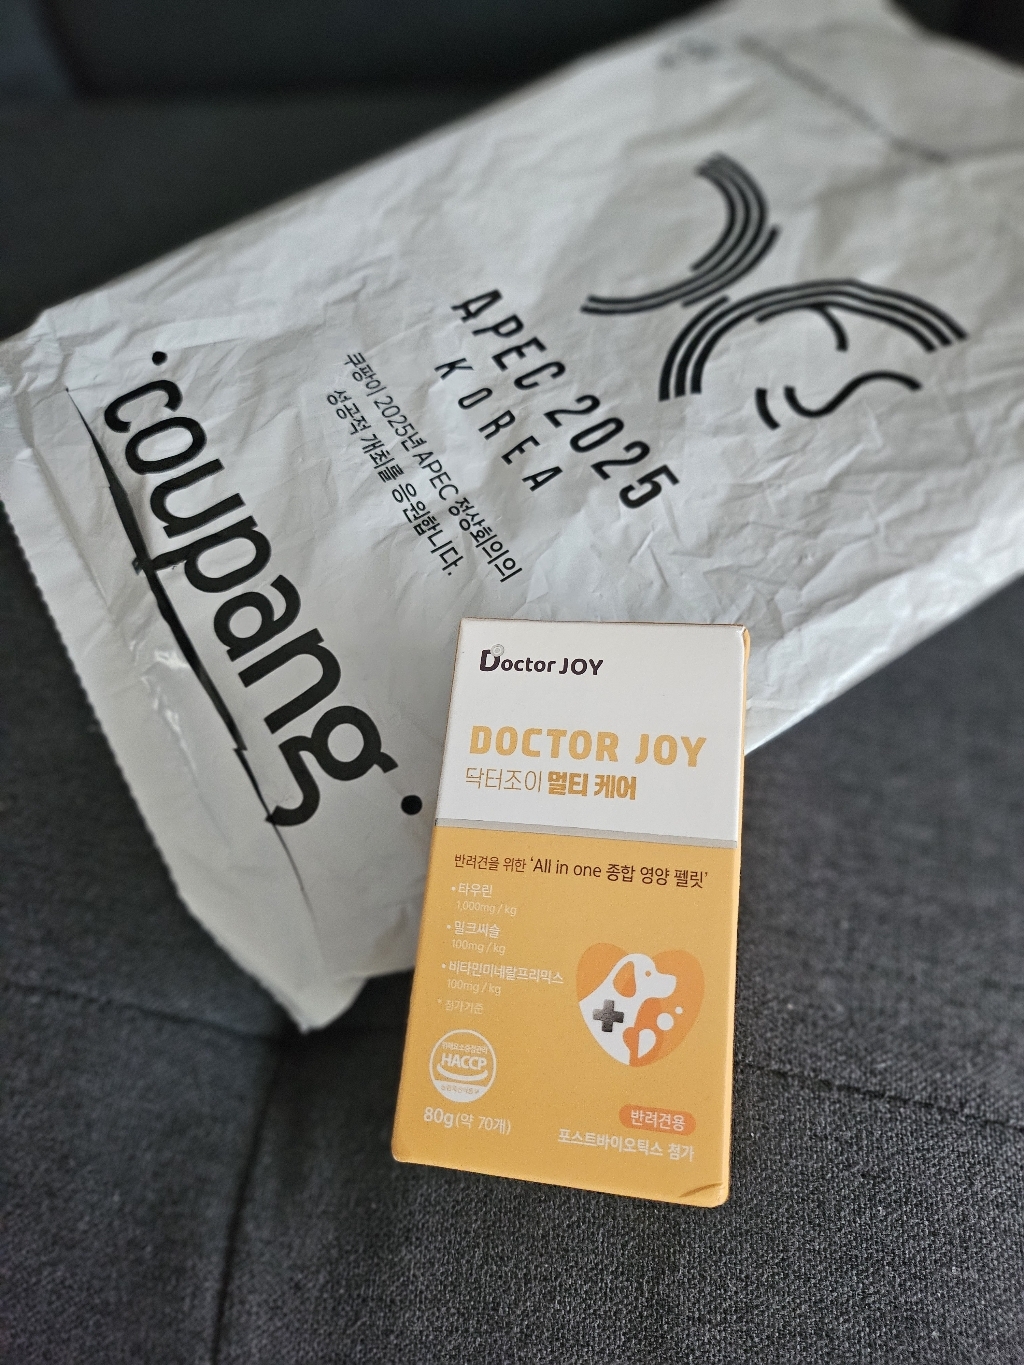 APEC 2025
KOREA
쿠팡이 2025년 APEC 정상회의의
성공적 개최를 응원합니다.
coupang
Doctor JOY
DOCTOR JOY
닥터조이 멀티 케어
반려견을 위한 'All in one 종합 영양 펠릿'
• 타우린
1,000mg / kg
• 밀크씨슬
100mg / kg
• 비타민미네랄프리믹스
100mg / kg
* 첨가기준
HACCP
80g(약 70개)
반려견용
포스트바이오틱스 첨가